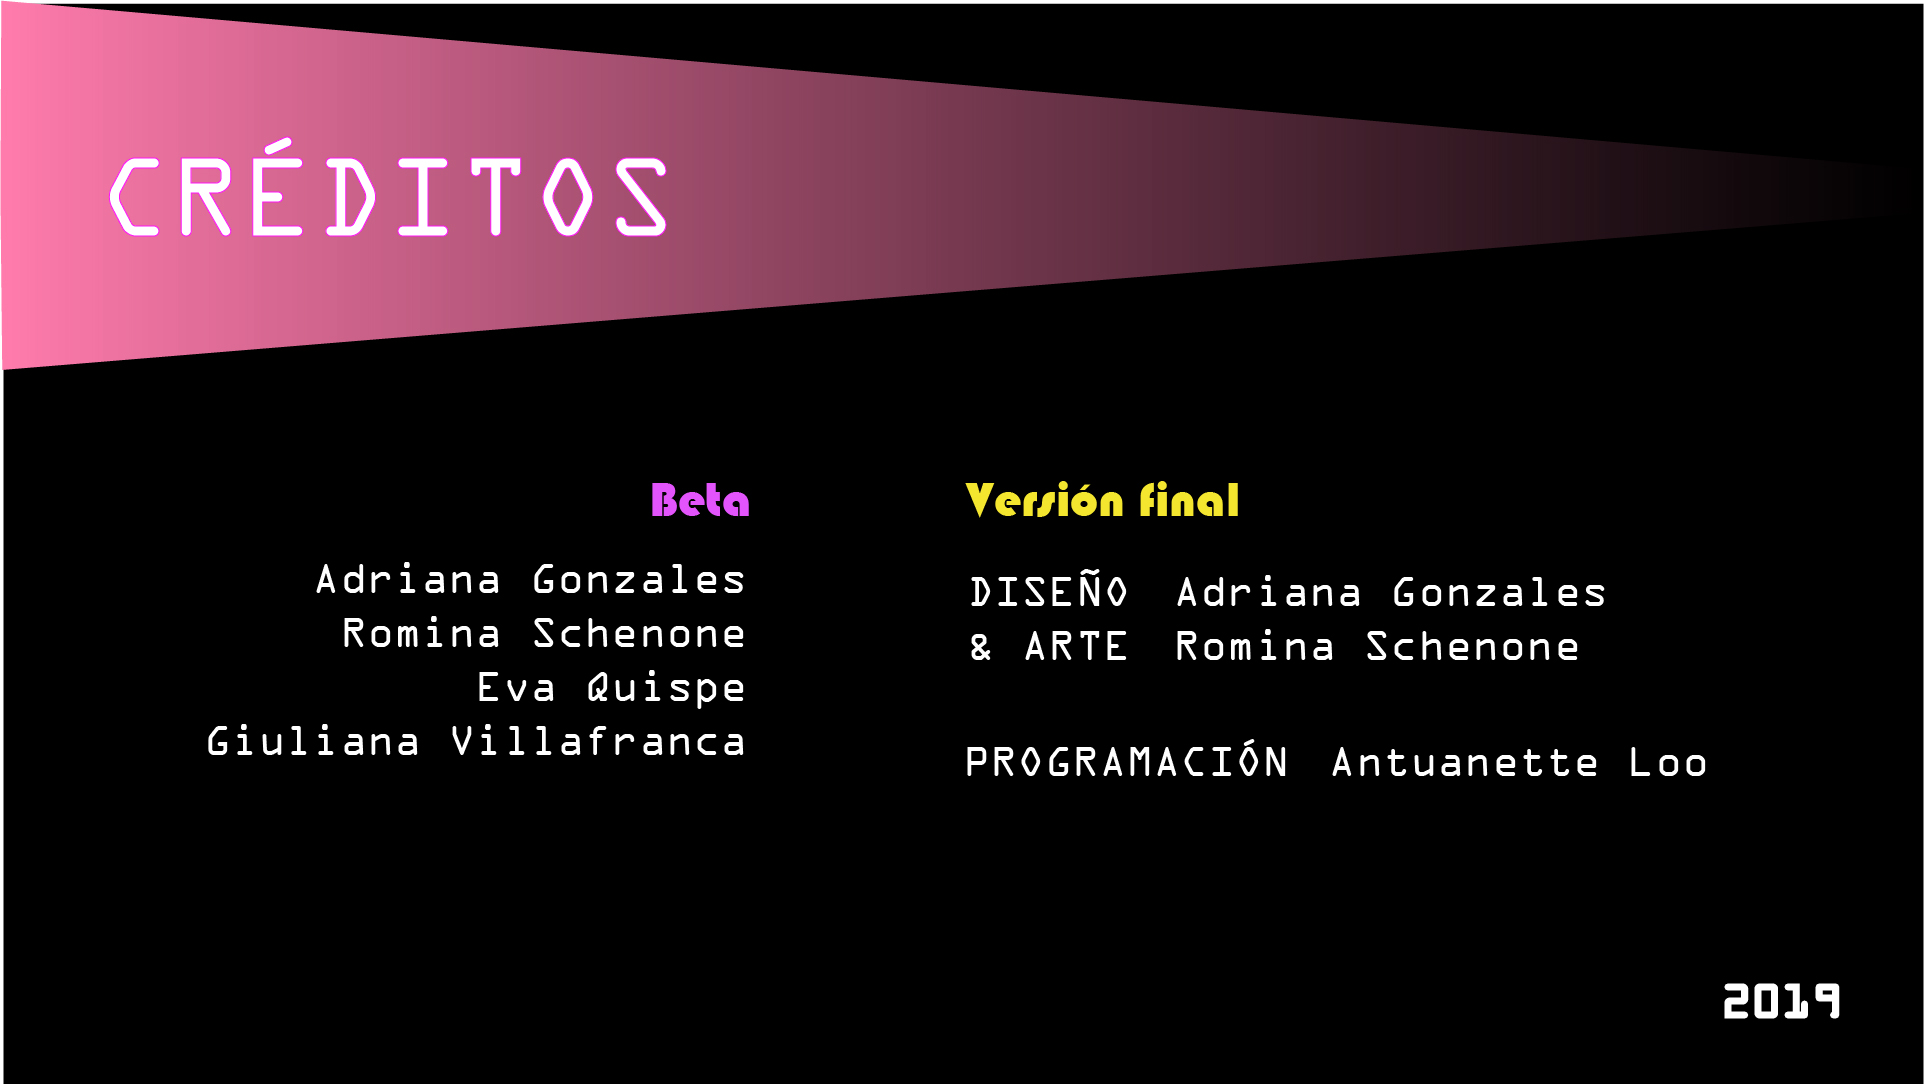 CRÉDITOS
Beta
Adriana Gonzales
Romina Schenone
Eva Quispe
Giuliana Villafranca
Versión final
DISEÑO Adriana Gonzales
& ARTE Romina Schenone
PROGRAMACIÓN Antuanette Loo
2019